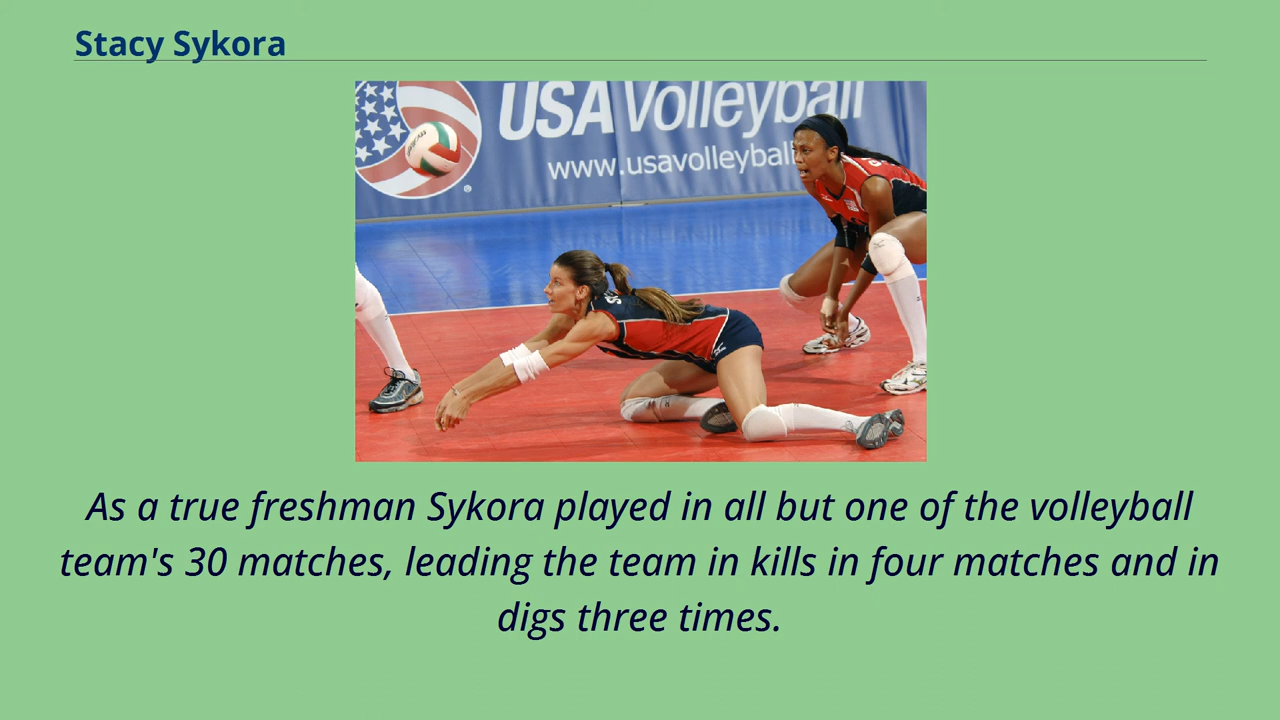 Stacy Sykora
USA Volleyball
www.usavolleyball
As a true freshman Sykora played in all but one of the volleyball
team's 30 matches, leading the team in kills in four matches and in
digs three times.